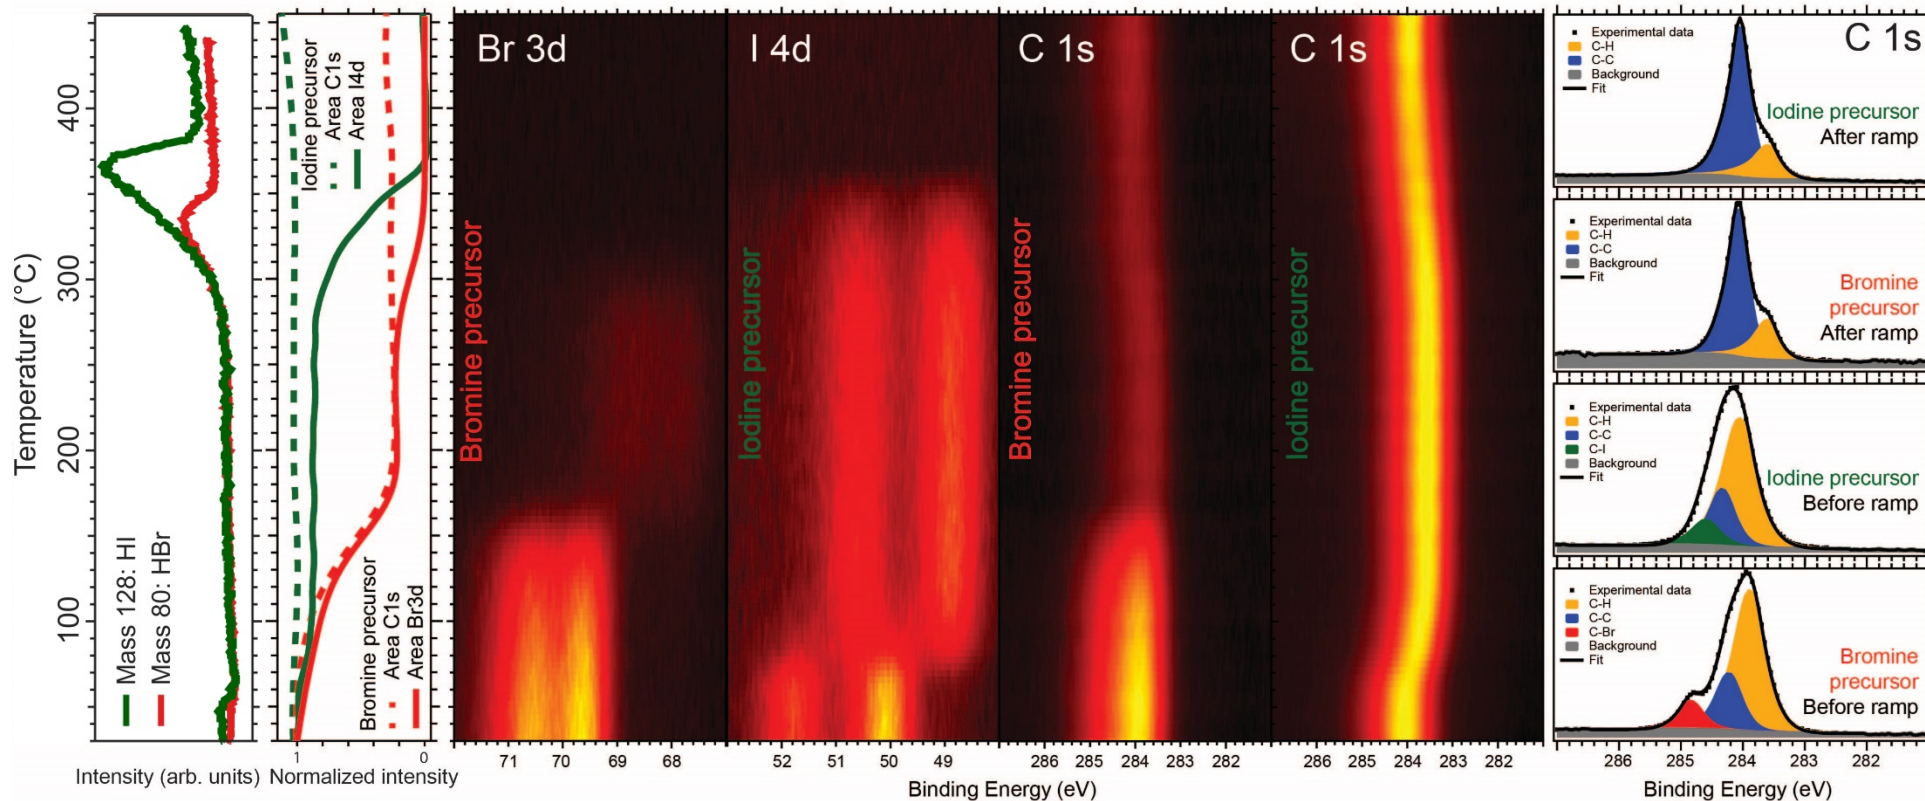 Temperature (°C)
400
300
200
100
Mass 128: HI
Mass 80: HBr
Intensity (arb. units)
Iodine precursor
Area C1s
Area I4d
Bromine precursor
Area C1s
Area Br3d
1
0
Normalized intensity
Br 3d
Bromine precursor
71
70
69
68
I 4d
Iodine precursor
52
51
50
49
C 1s
Bromine precursor
286
285
284
283
282
C 1s
Iodine precursor
286
285
284
283
282
Binding Energy (eV)
C 1s
Experimental data
C-H
C-C
Background
Fit
Iodine precursor
After ramp
Experimental data
C-H
C-C
Background
Fit
Bromine
precursor
After ramp
Experimental data
C-H
C-C
C-I
Background
Fit
Iodine precursor
Before ramp
Experimental data
C-H
C-C
C-Br
Background
Fit
Bromine
precursor
Before ramp
286
285
284
283
282
Binding Energy (eV)